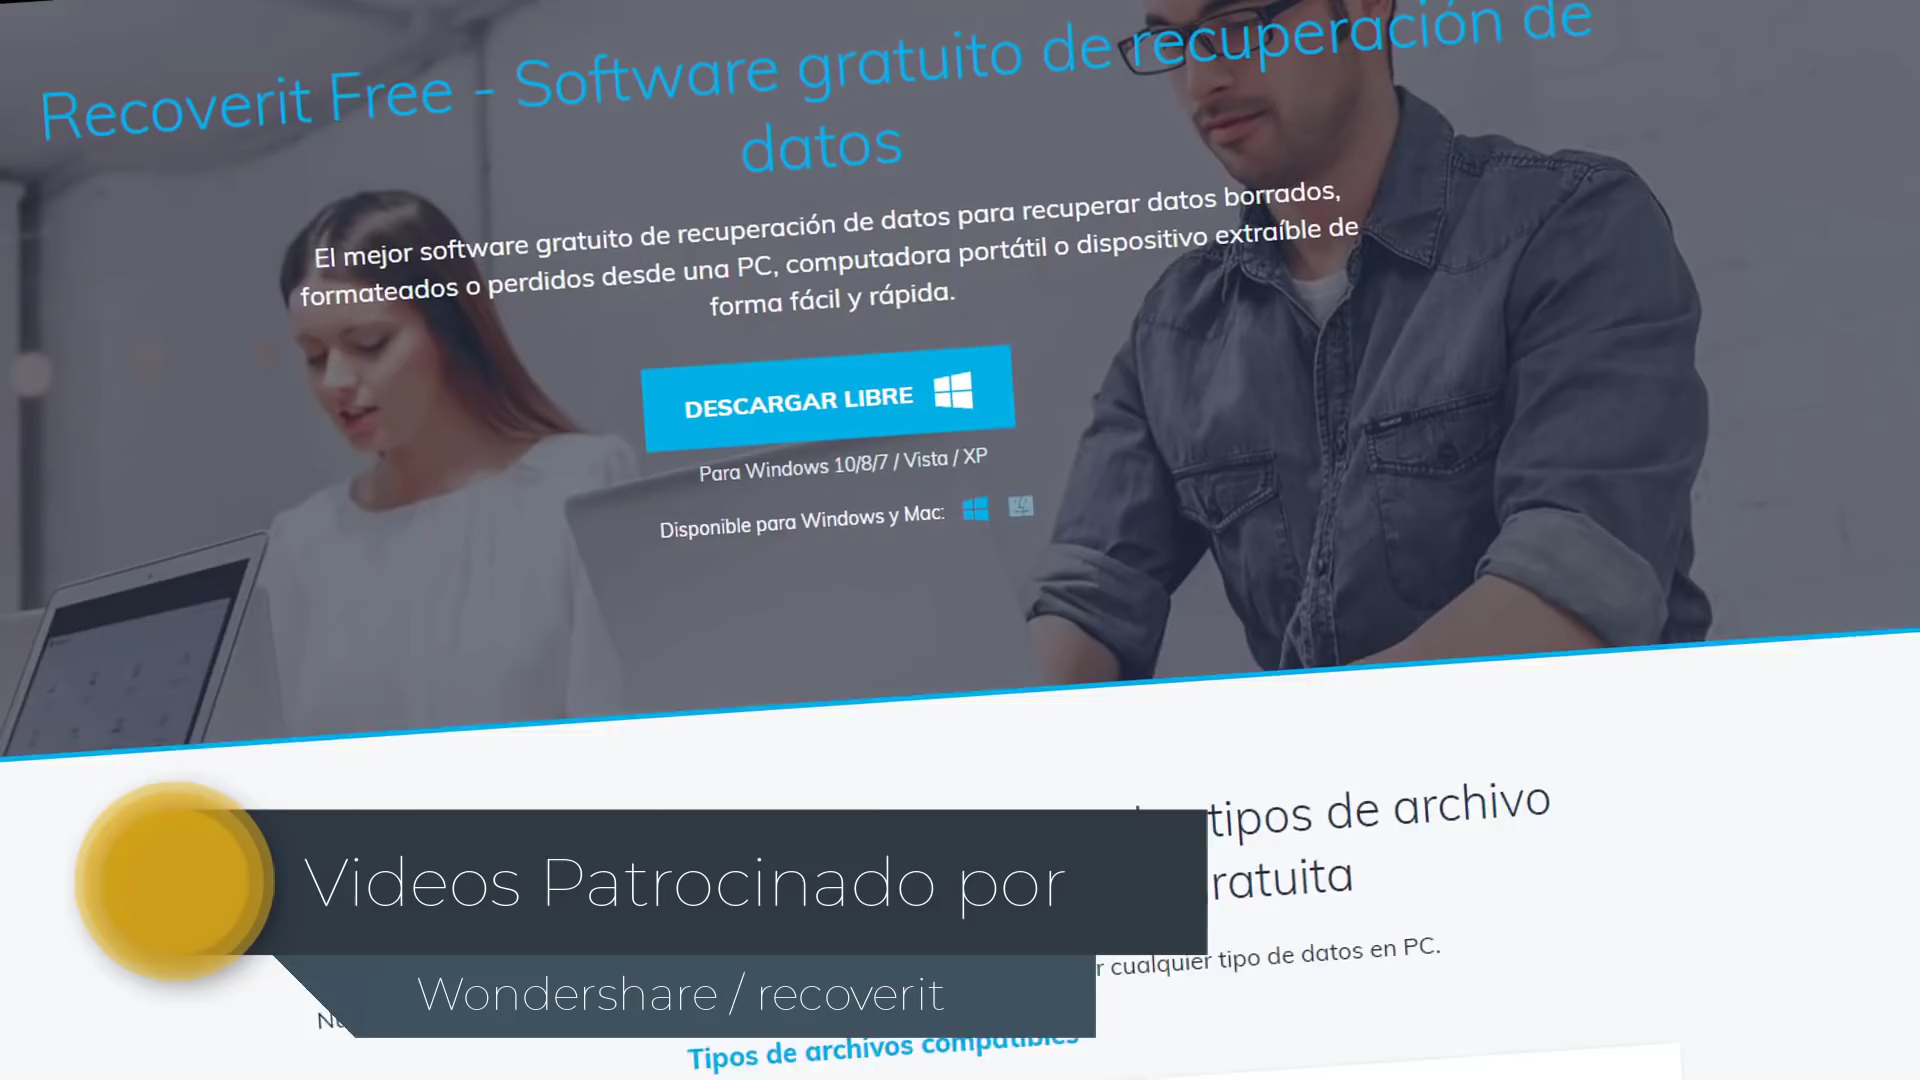 Recoverit Free - Software gratuito de recuperación de
datos
El mejor software gratuito de recuperación de datos para recuperar datos borrados,
formateados o perdidos desde una PC, computadora portátil o dispositivo extraíble de
forma fácil y rápida.
DESCARGAR LIBRE
Para Windows 10/8/7 / Vista / XP
Disponible para Windows y Mac:
tipos de archivo
Videos Patrocinado por
cualquier tipo de datos en PC.
Wondershare / recoverit
Tipos de archivos compatibles